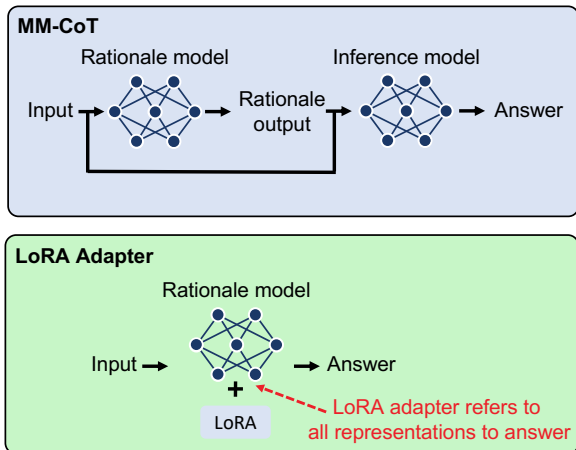 MM-CoT
Rationale model
Inference model
Input
Rationale
output
Answer
LoRA Adapter
Rationale model
Input
Answer
+
LoRA
LoRA adapter refers to
all representations to answer